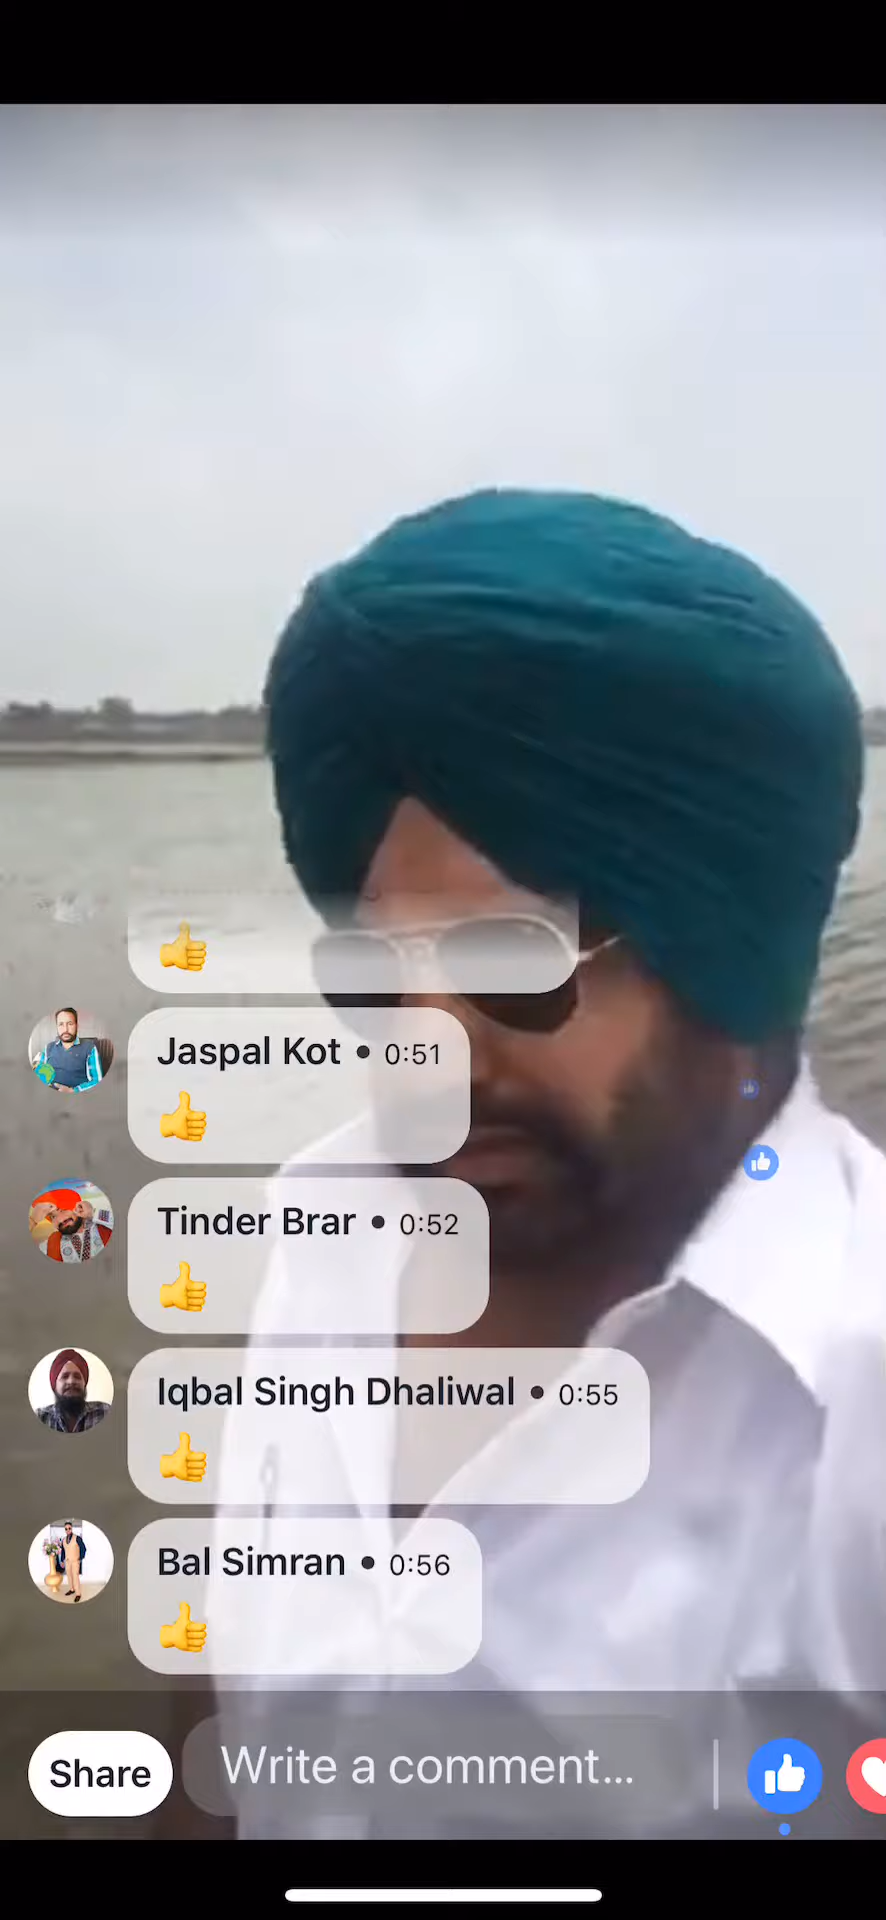 👍
Jaspal Kot • 0:51
👍
Tinder Brar • 0:52
👍
Iqbal Singh Dhaliwal • 0:55
👍
Bal Simran • 0:56
👍
Share
Write a comment...